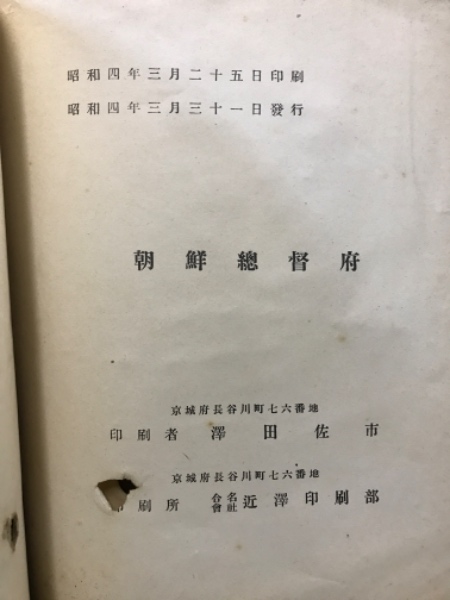 昭和四年三月二十五日印刷
昭和四年三月三十一日發行
朝鮮總督府
京城府長谷川町七六番地
印刷者 澤田佐市
京城府長谷川町七六番地
刷所 合名會社 近澤印刷部